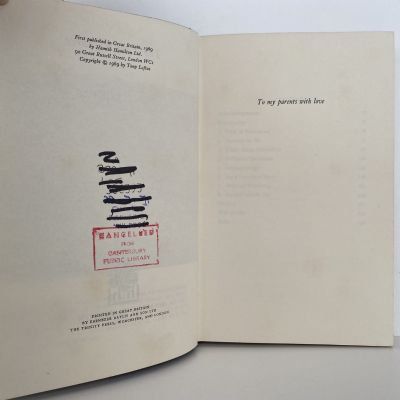 First published in Great Britain, 1969
by Hamish Hamilton Ltd.
90 Great Russell Street, London WC1
Copyright © 1969 by Tony Loftus
CANCELLED
FROM
CANTERBURY
PUBLIC LIBRARY
PRINTED IN GREAT BRITAIN
BY EBENEZER BAYLIS AND SON LTD
THE TRINITY PRESS, WORCESTER, AND LONDON
To my parents with love